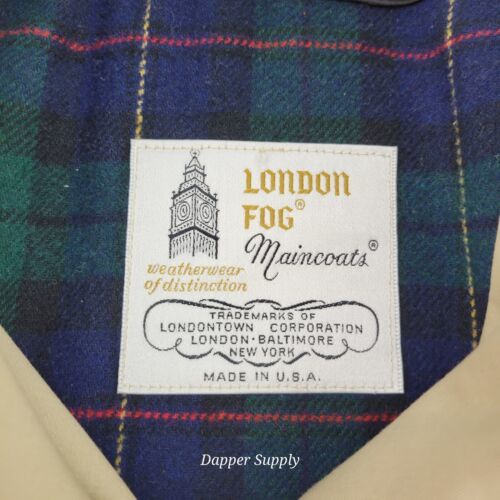 LONDON
FOG®
Maincoats®
weatherwear
of distinction
TRADEMARKS OF
LONDONTOWN CORPORATION
LONDON · BALTIMORE
NEW YORK
MADE IN U.S.A.
Dapper Supply